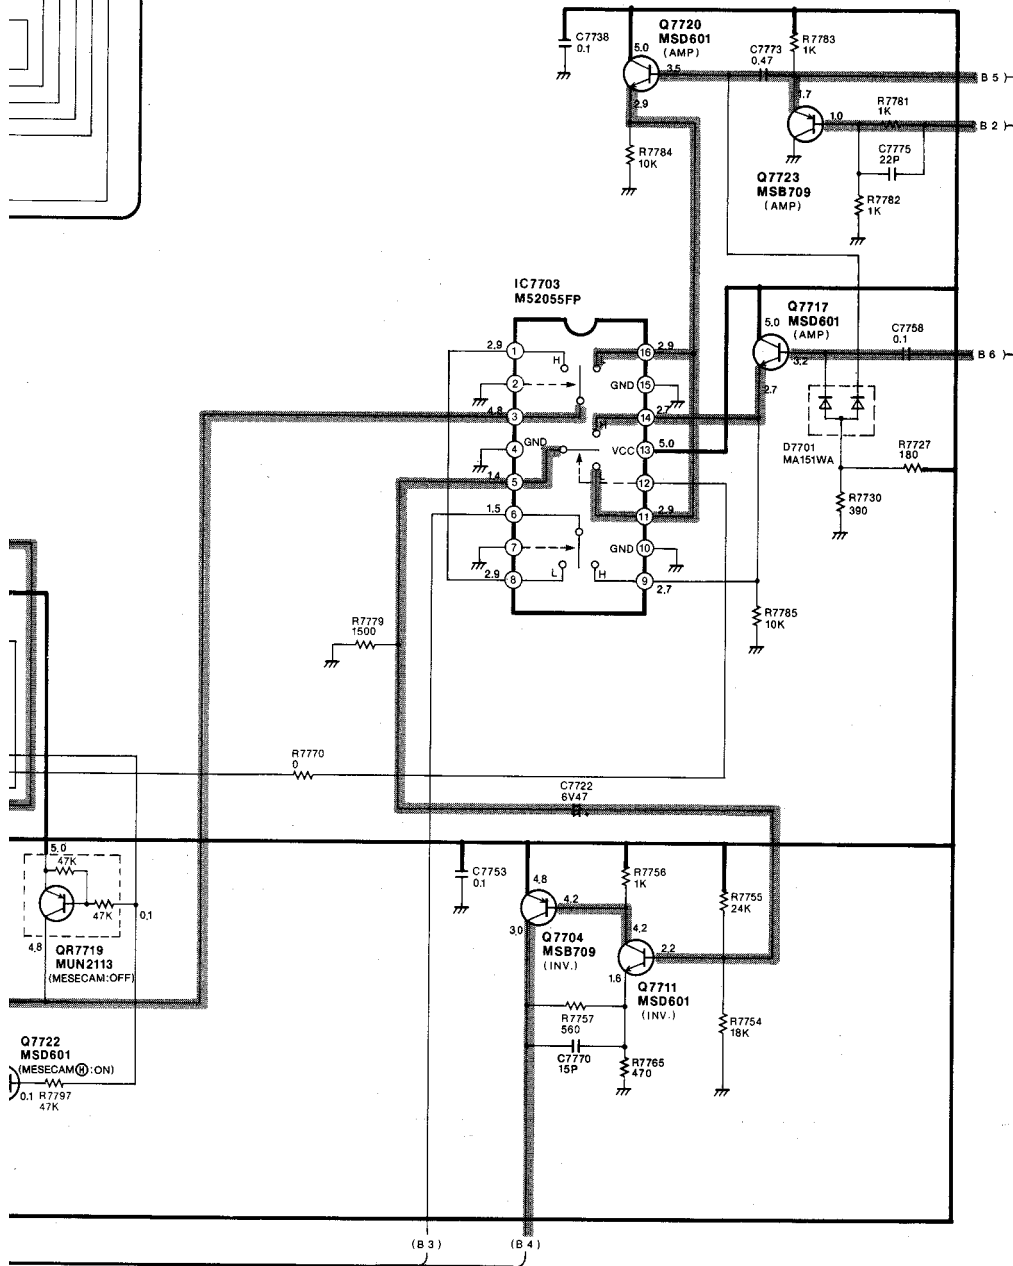 C7738
0.1
5.0
Q7720
MSD601
(AMP)
3.5
2.9
C7773
0.47
R7783
1K
B 5 )
1.7
R7781
1K
1.0
B 2 )
C7775
22P
R7784
10K
Q7723
MSB709
(AMP)
R7782
1K
IC7703
M52055FP
Q7717
MSD601
(AMP)
5.0
3.2
2.7
C7758
0.1
B 6 )
2.9
1
H
2
3
4.8
4
GND
5
1.4
6
1.5
7
8
2.9
L
H
16
2.9
GND
15
14
2.7
H
VCC
13
5.0
12
11
2.9
GND
10
9
2.7
D7701
MA151WA
R7727
180
R7730
390
R7779
1500
R7785
10K
R7770
0
C7722
6V47
5.0
47K
47K
0.1
4.8
QR7719
MUN2113
(MESECAM:OFF)
C7753
0.1
4.8
4.2
3.0
Q7704
MSB709
(INV.)
R7756
1K
4.2
2.2
1.6
Q7711
MSD601
(INV.)
R7755
24K
R7757
560
C7770
15P
R7765
470
R7754
18K
Q7722
MSD601
(MESECAM Ⓗ:ON)
0.1
R7797
47K
(B 3)
(B 4)